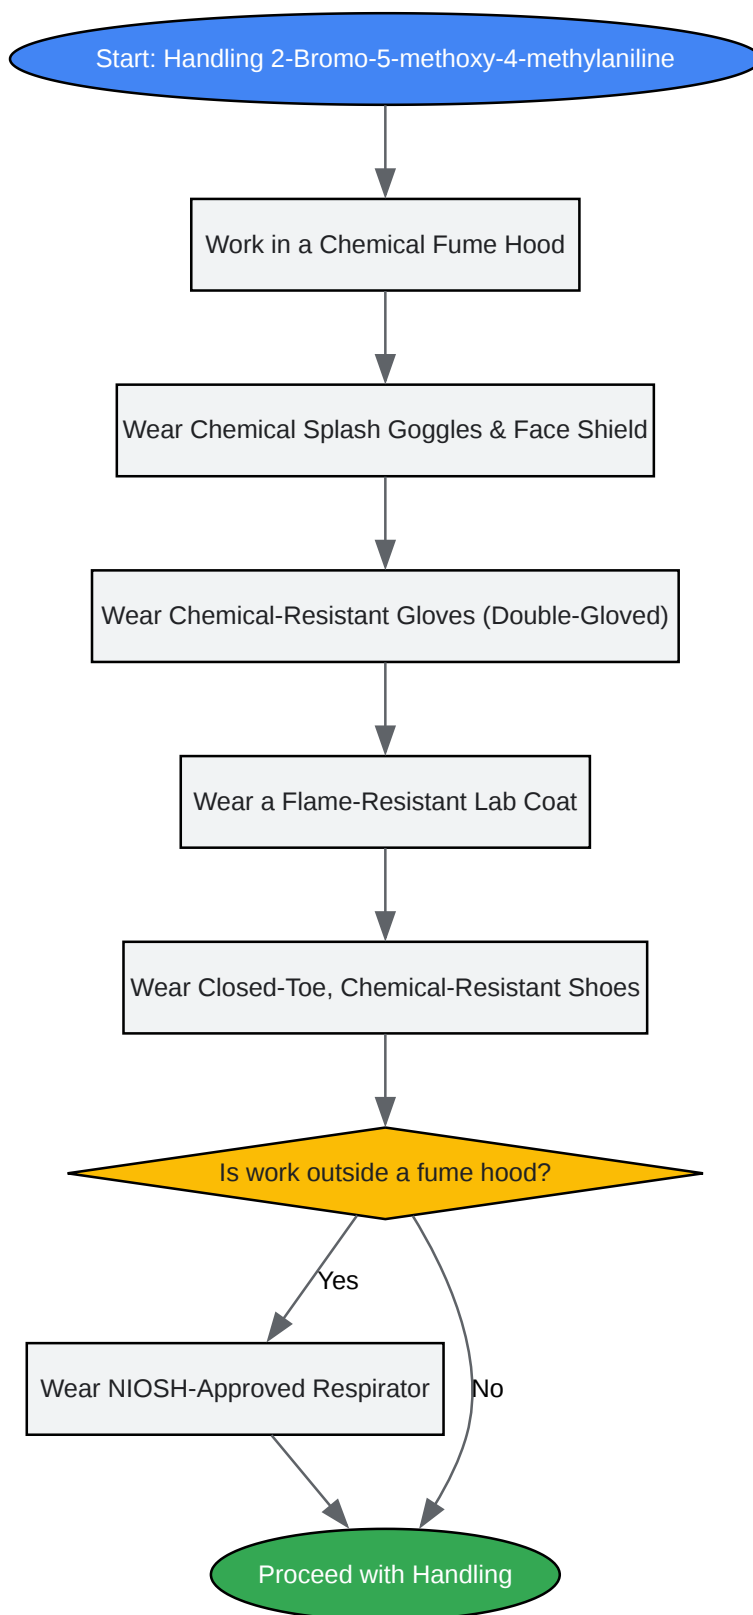 Start: Handling 2-Bromo-5-methoxy-4-methylaniline
Work in a Chemical Fume Hood
Wear Chemical Splash Goggles & Face Shield
Wear Chemical-Resistant Gloves (Double-Gloved)
Wear a Flame-Resistant Lab Coat
Wear Closed-Toe, Chemical-Resistant Shoes
Is work outside a fume hood?
Yes
Wear NIOSH-Approved Respirator
No
Proceed with Handling